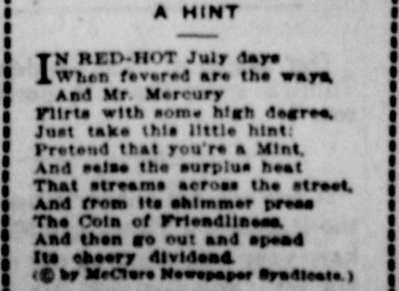 A HINT
IN RED-HOT July days
When fevered are the ways,
And Mr. Mercury
Flirts with some high degree,
Just take this little hint:
Pretend that you're a Mint,
And seize the surplus heat
That streams across the street,
And from its shimmer press
The Coin of Friendliness,
And then go out and spend
Its cheery dividend.
(© by McClure Newspaper Syndicate.)